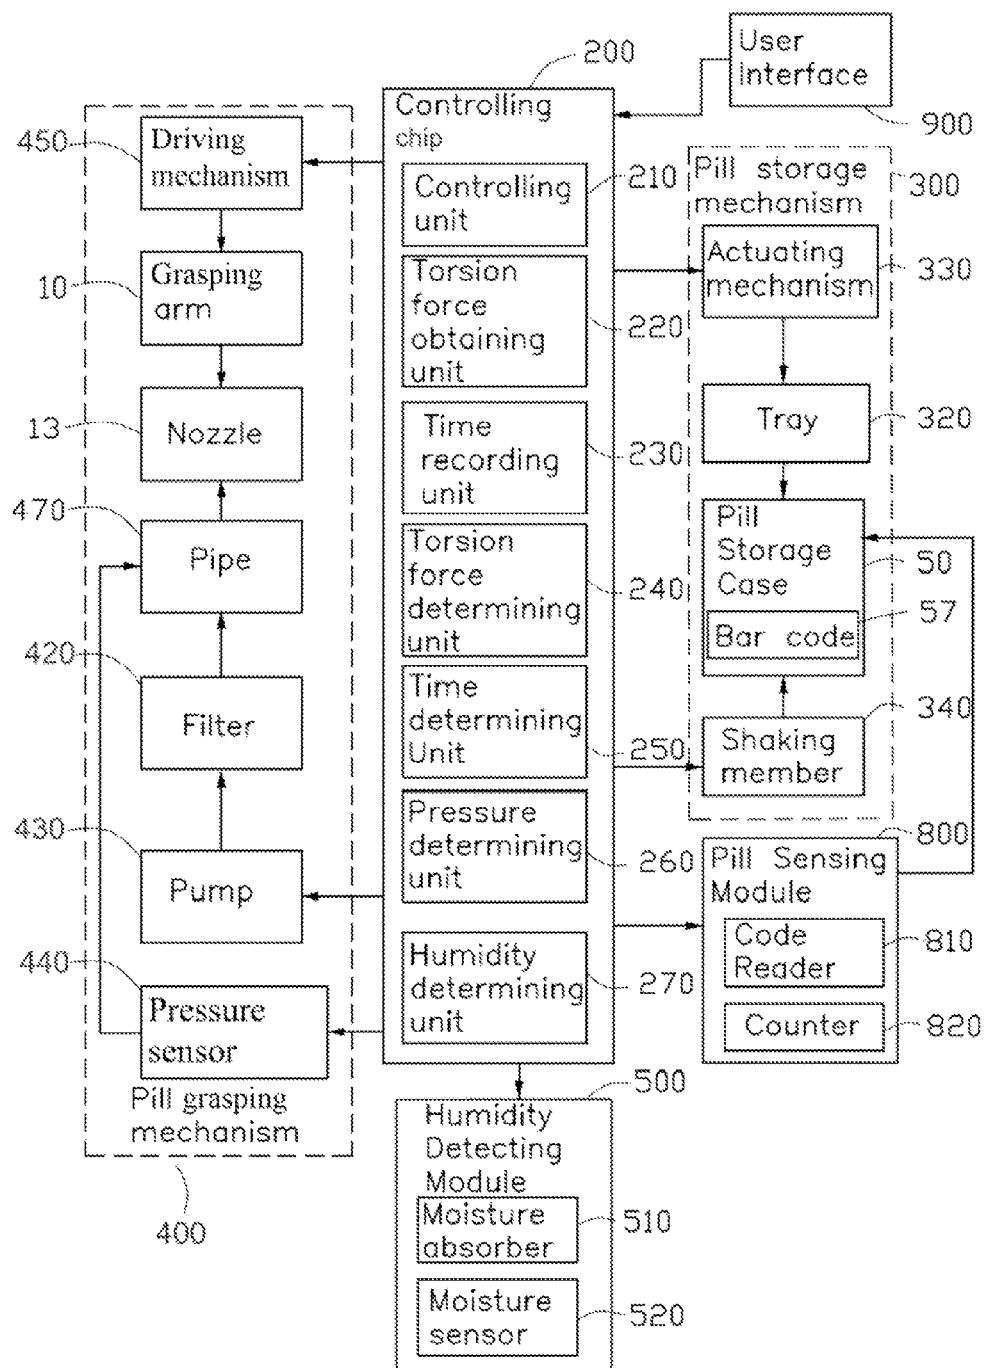 200
User
Interface
900
Controlling
chip
450
Driving
mechanism
210
Controlling
unit
Pill storage
mechanism
300
10
Grasping
arm
Torsion
force
obtaining
unit
220
Actuating
mechanism
330
13
Nozzle
Time
recording
unit
230
Tray
320
470
Pipe
Torsion
force
determining
unit
240
Pill
Storage
Case
50
57
Bar code
420
Filter
Time
determining
Unit
250
Shaking
member
340
430
Pump
Pressure
determining
unit
260
800
Pill Sensing
Module
Code
Reader
810
Counter
820
440
Pressure
sensor
Humidity
determining
unit
270
Pill grasping
mechanism
400
500
Humidity
Detecting
Module
Moisture
absorber
510
Moisture
sensor
520